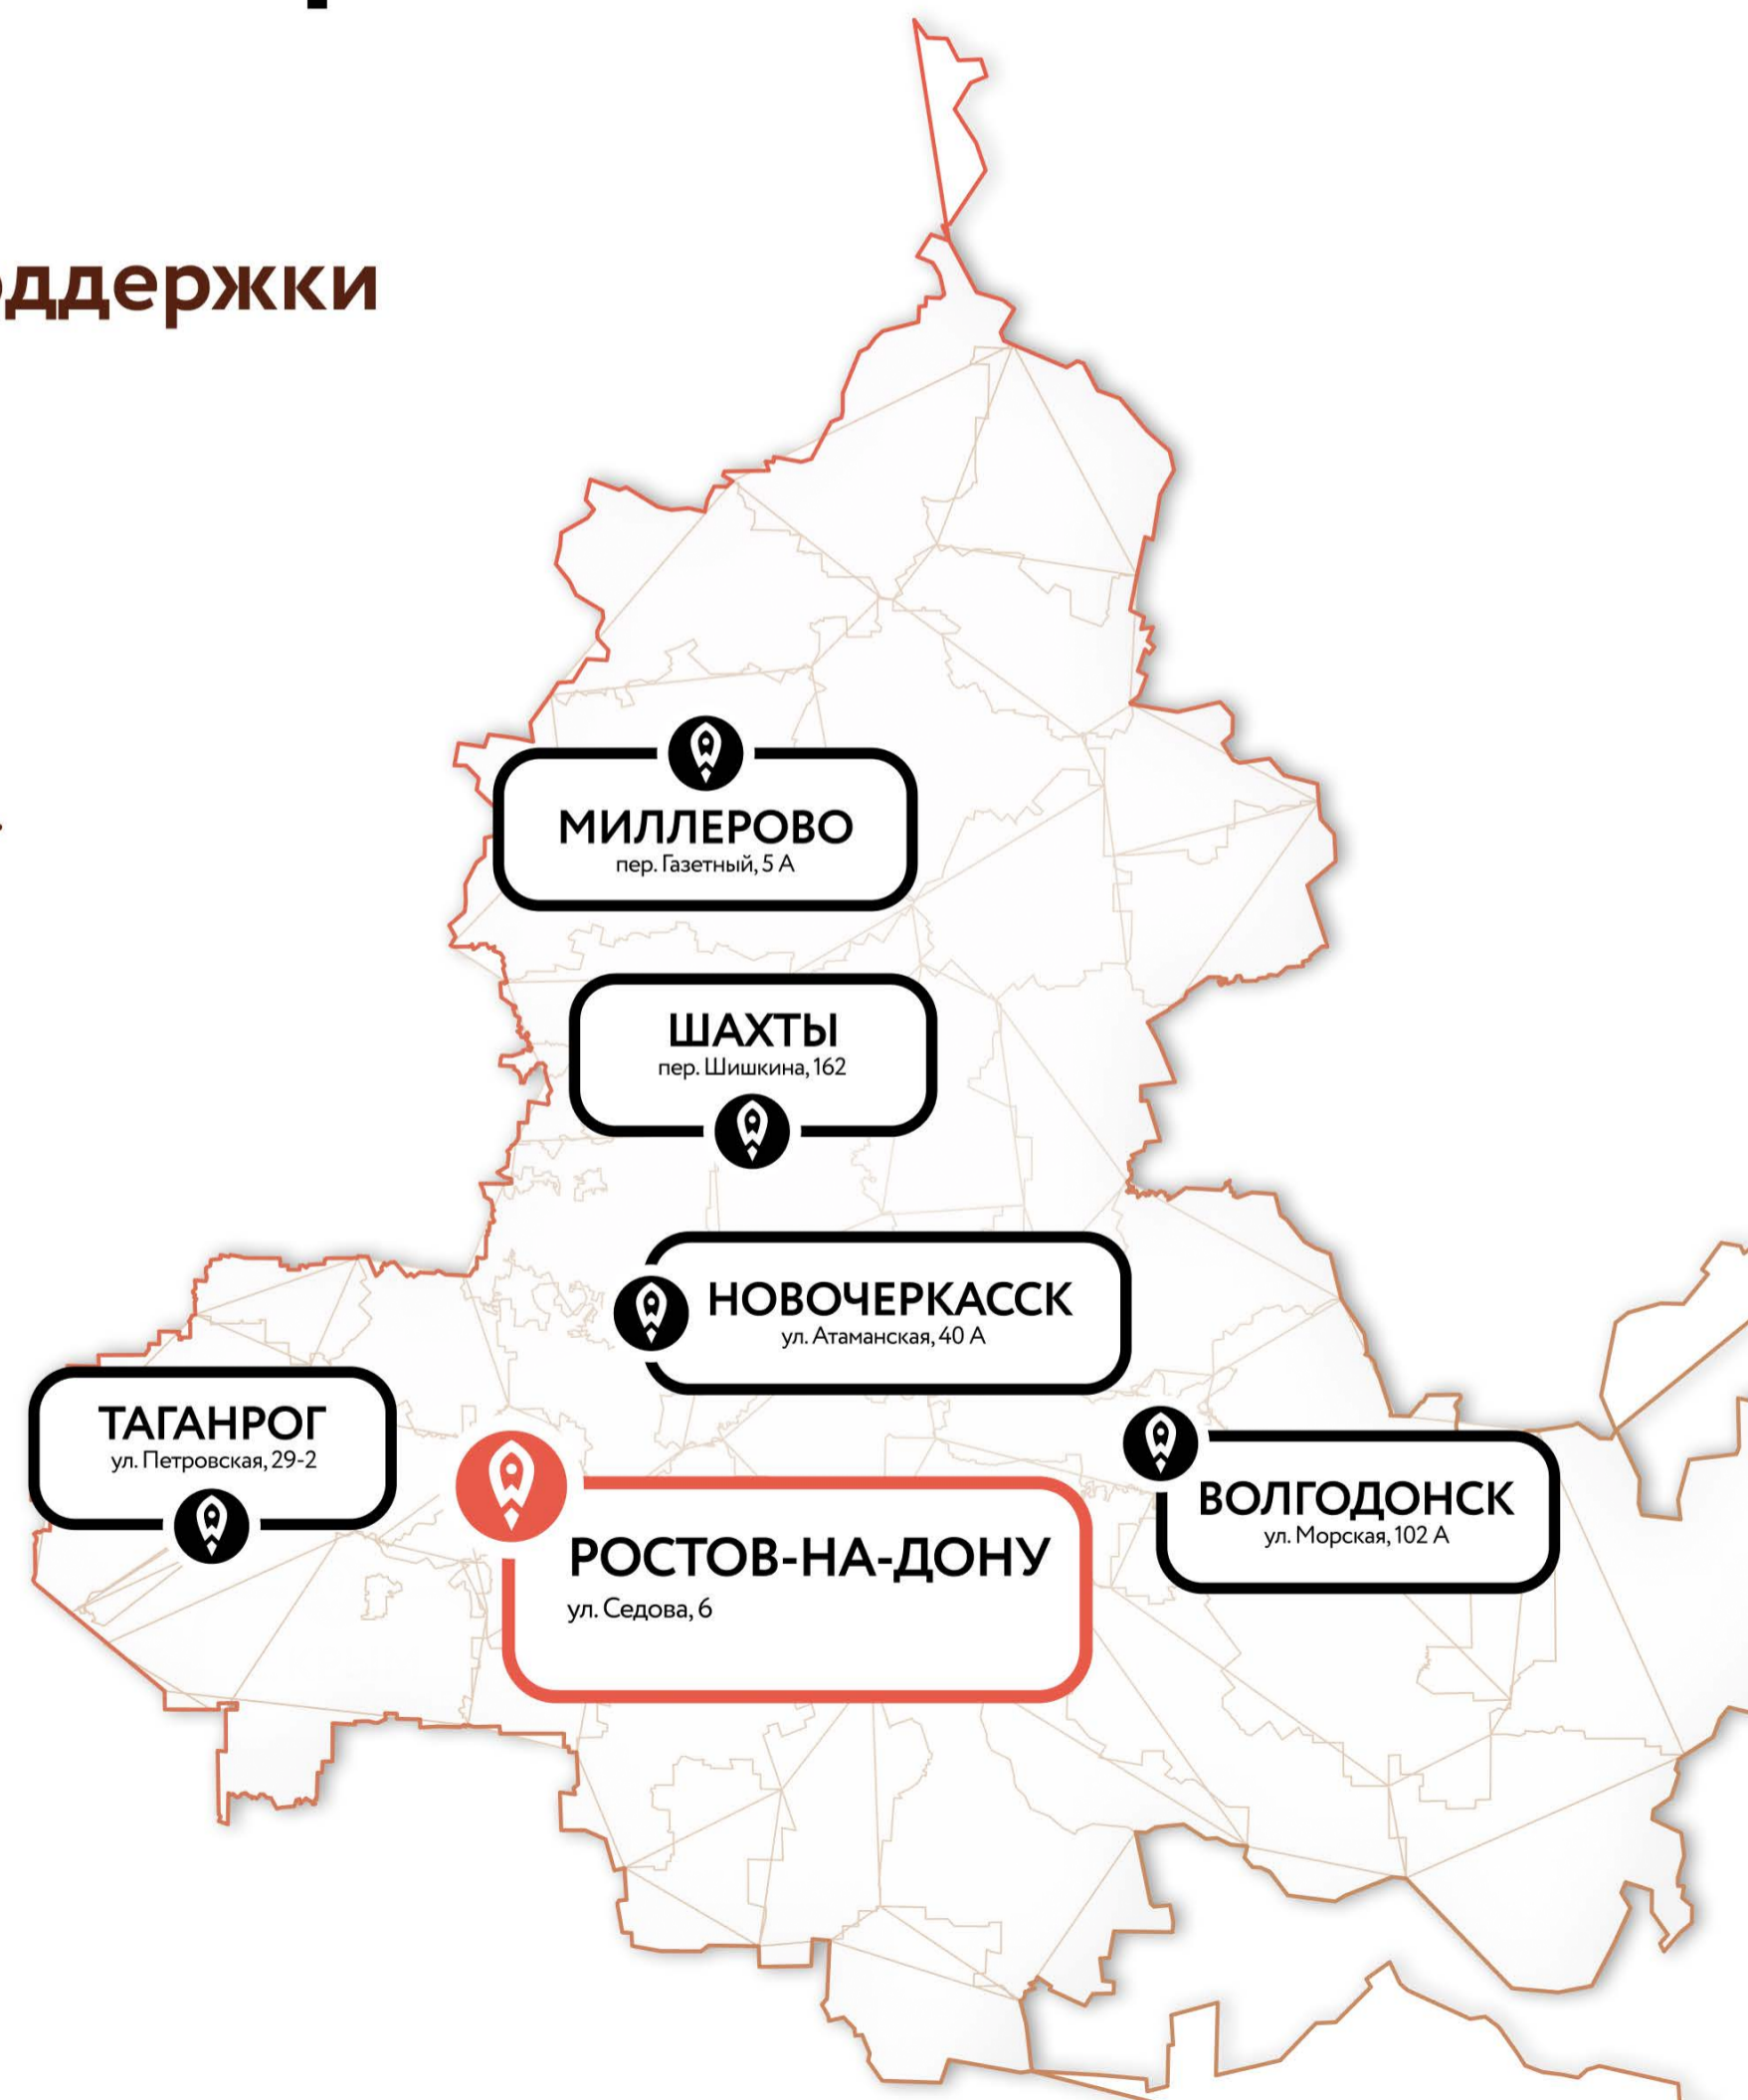 оддержки
МИЛЛЕРОВО
пер. Газетный, 5 А
ШАХТЫ
пер. Шишкина, 162
НОВОЧЕРКАССК
ул. Атаманская, 40 А
ТАГАНРОГ
ул. Петровская, 29-2
ВОЛГОДОНСК
ул. Морская, 102 А
РОСТОВ-НА-ДОНУ
ул. Седова, 6